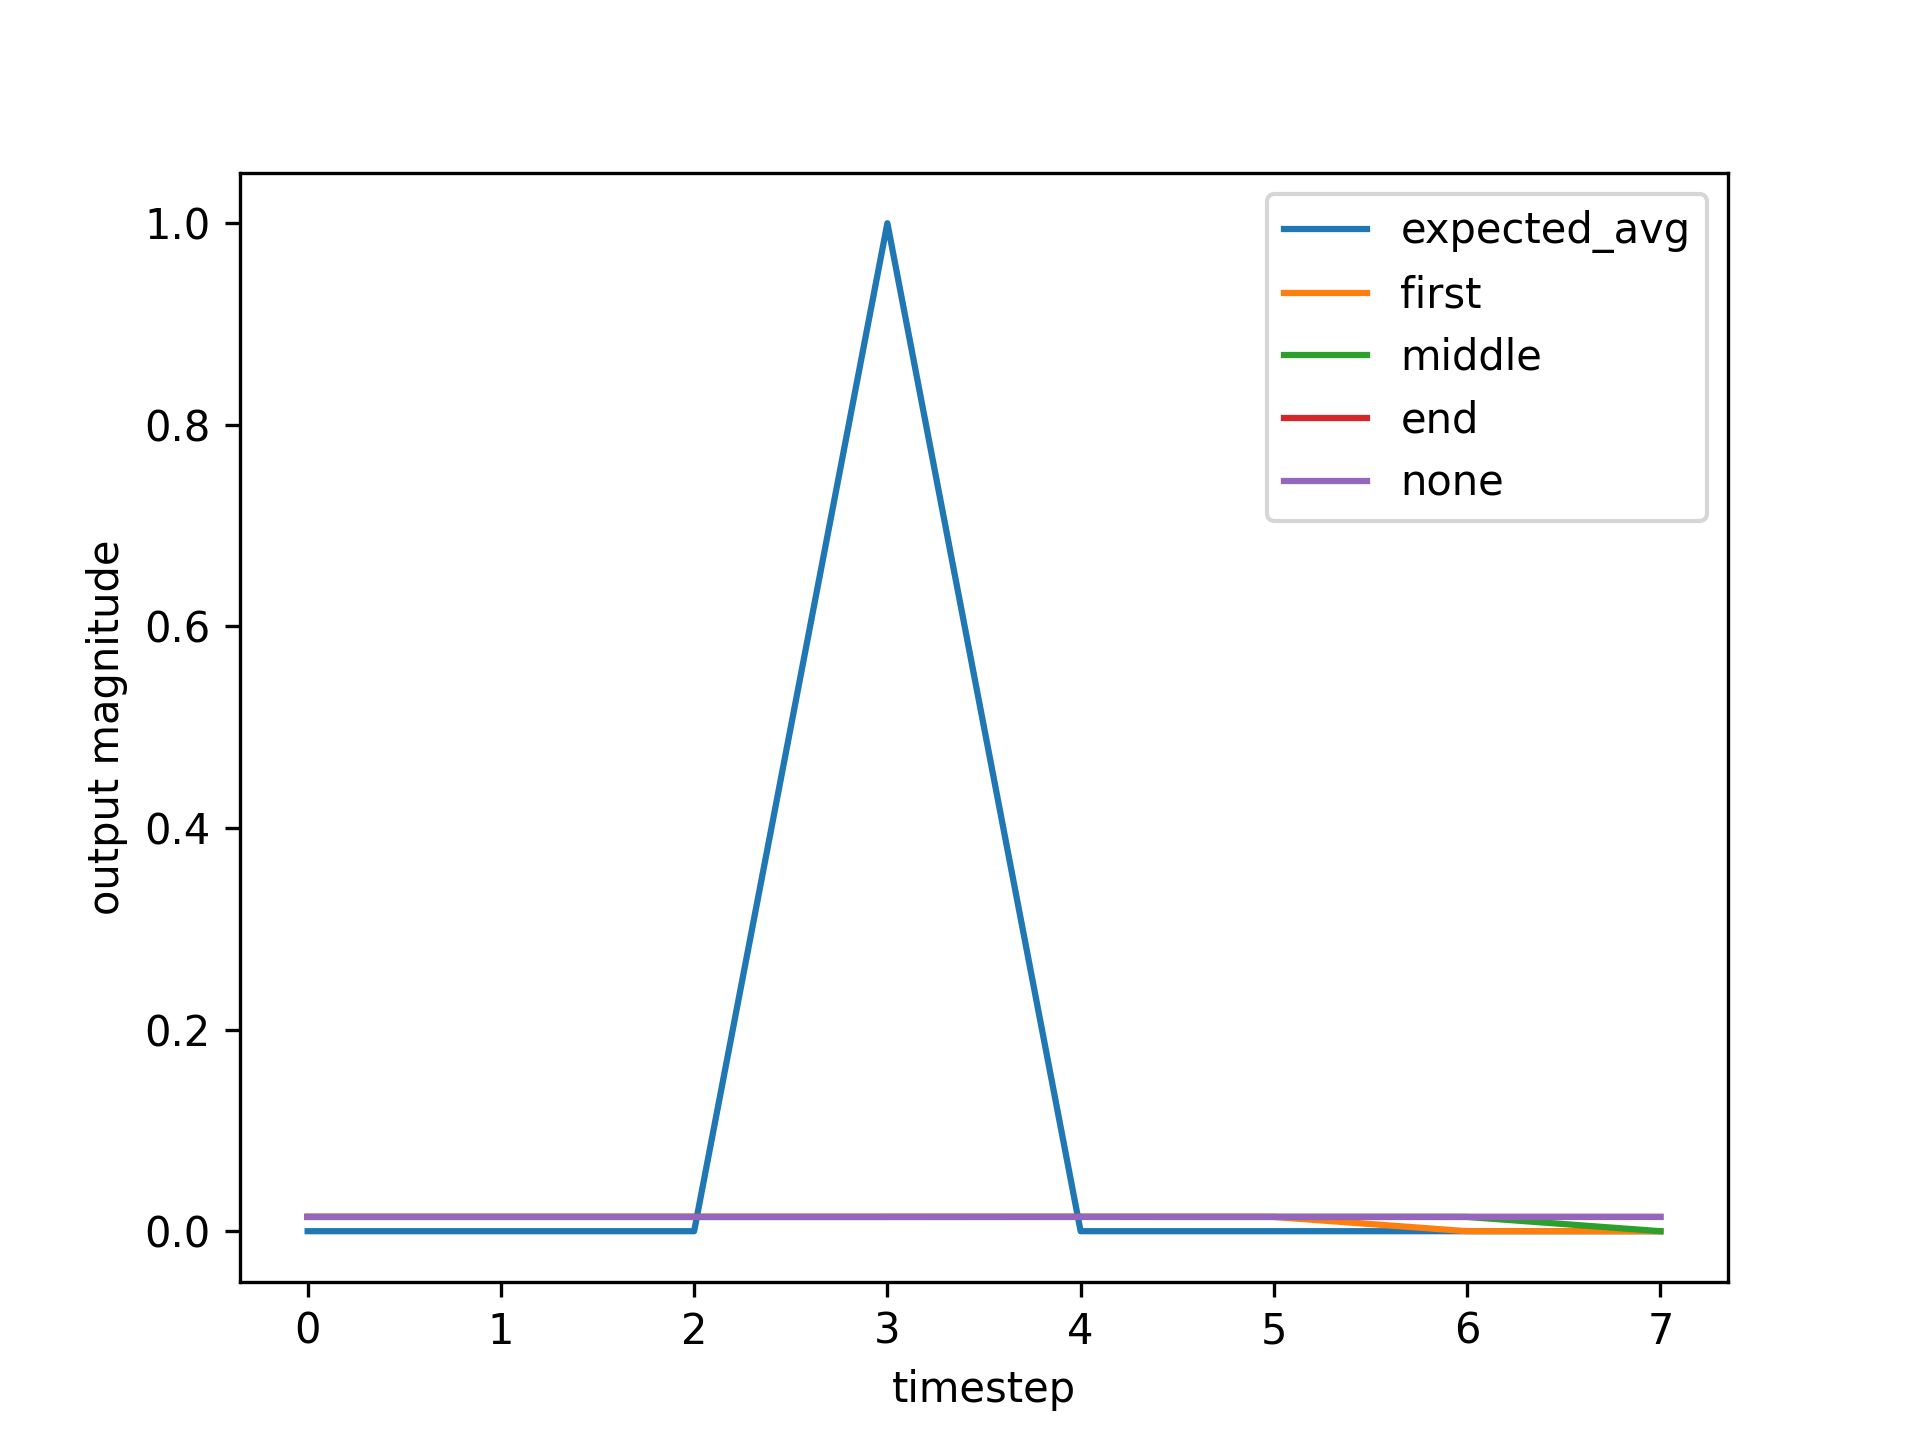 expected_avg
first
middle
end
none
1.0
0.8
0.6
0.4
0.2
0.0
output magnitude
0 1 2 3 4 5 6 7
timestep